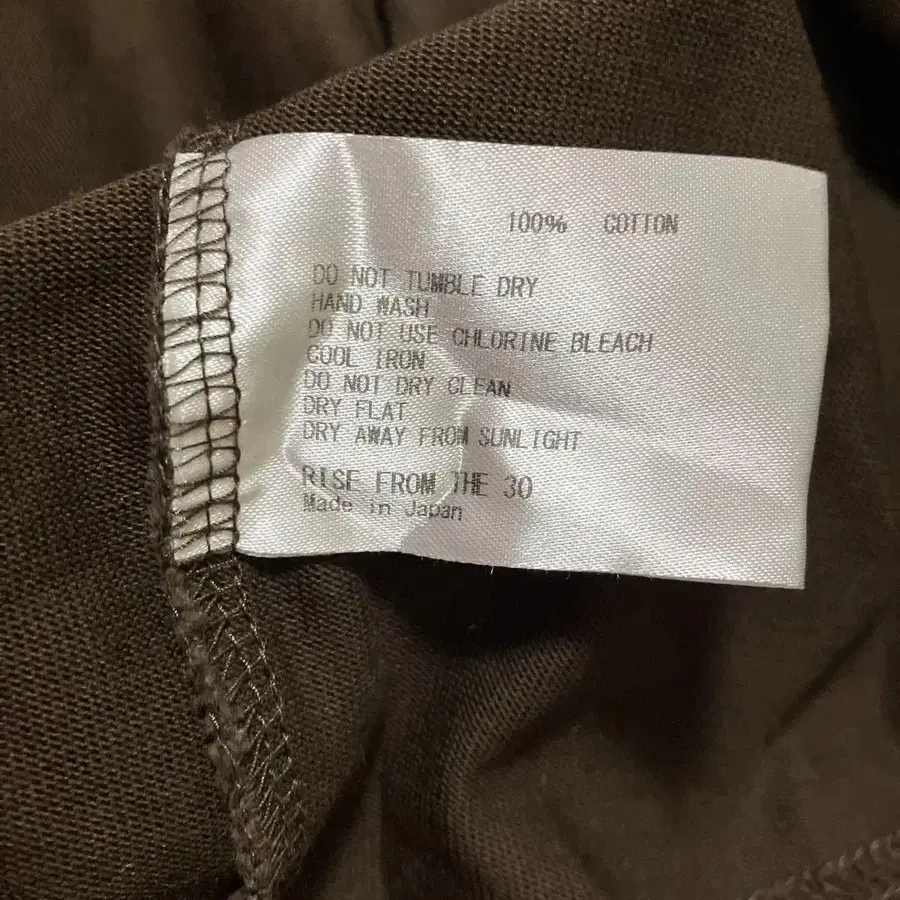 100% COTTON
DO NOT TUMBLE DRY
HAND WASH
DO NOT USE CHLORINE BLEACH
COOL IRON
DO NOT DRY CLEAN
DRY FLAT
DRY AWAY FROM SUNLIGHT
RISE FROM THE 30
Made in Japan